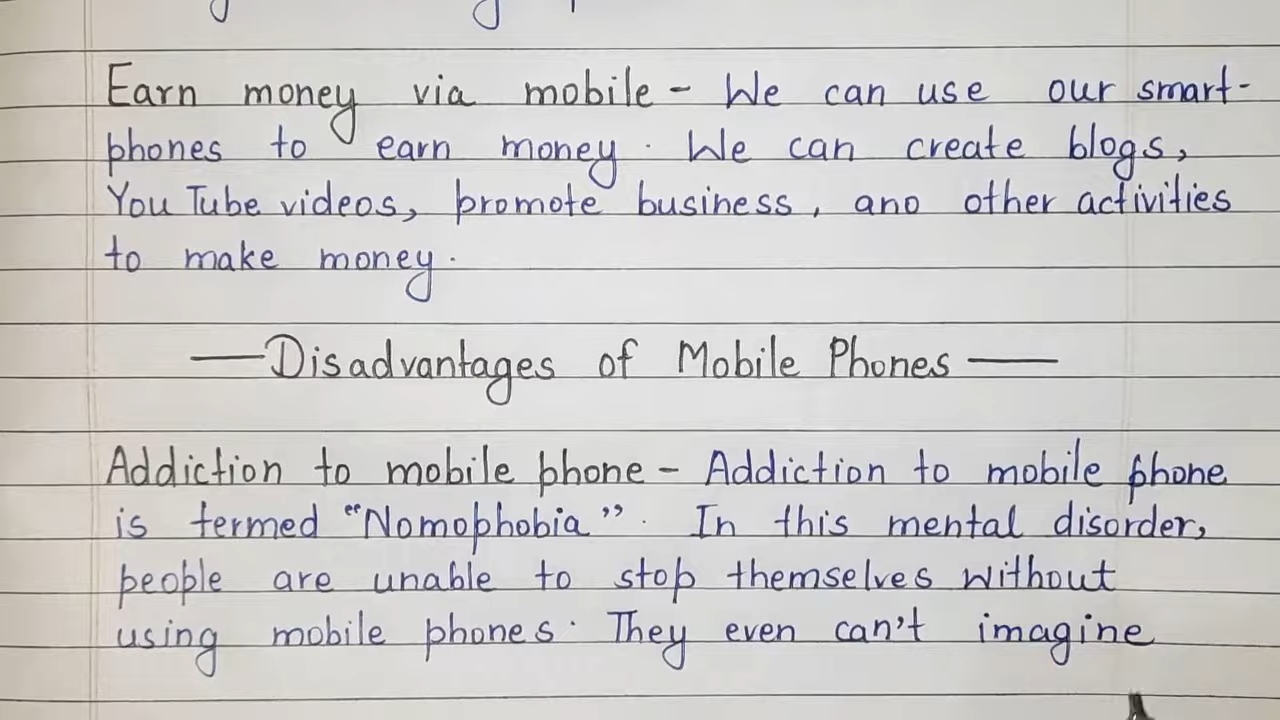 Earn money via mobile - We can use our smart-
phones to earn money. We can create blogs,
YouTube videos, promote business, and other activities
to make money.
— Disadvantages of Mobile Phones —
Addiction to mobile phone - Addiction to mobile phone
is termed "Nomophobia". In this mental disorder,
people are unable to stop themselves without
using mobile phones. They even can't imagine